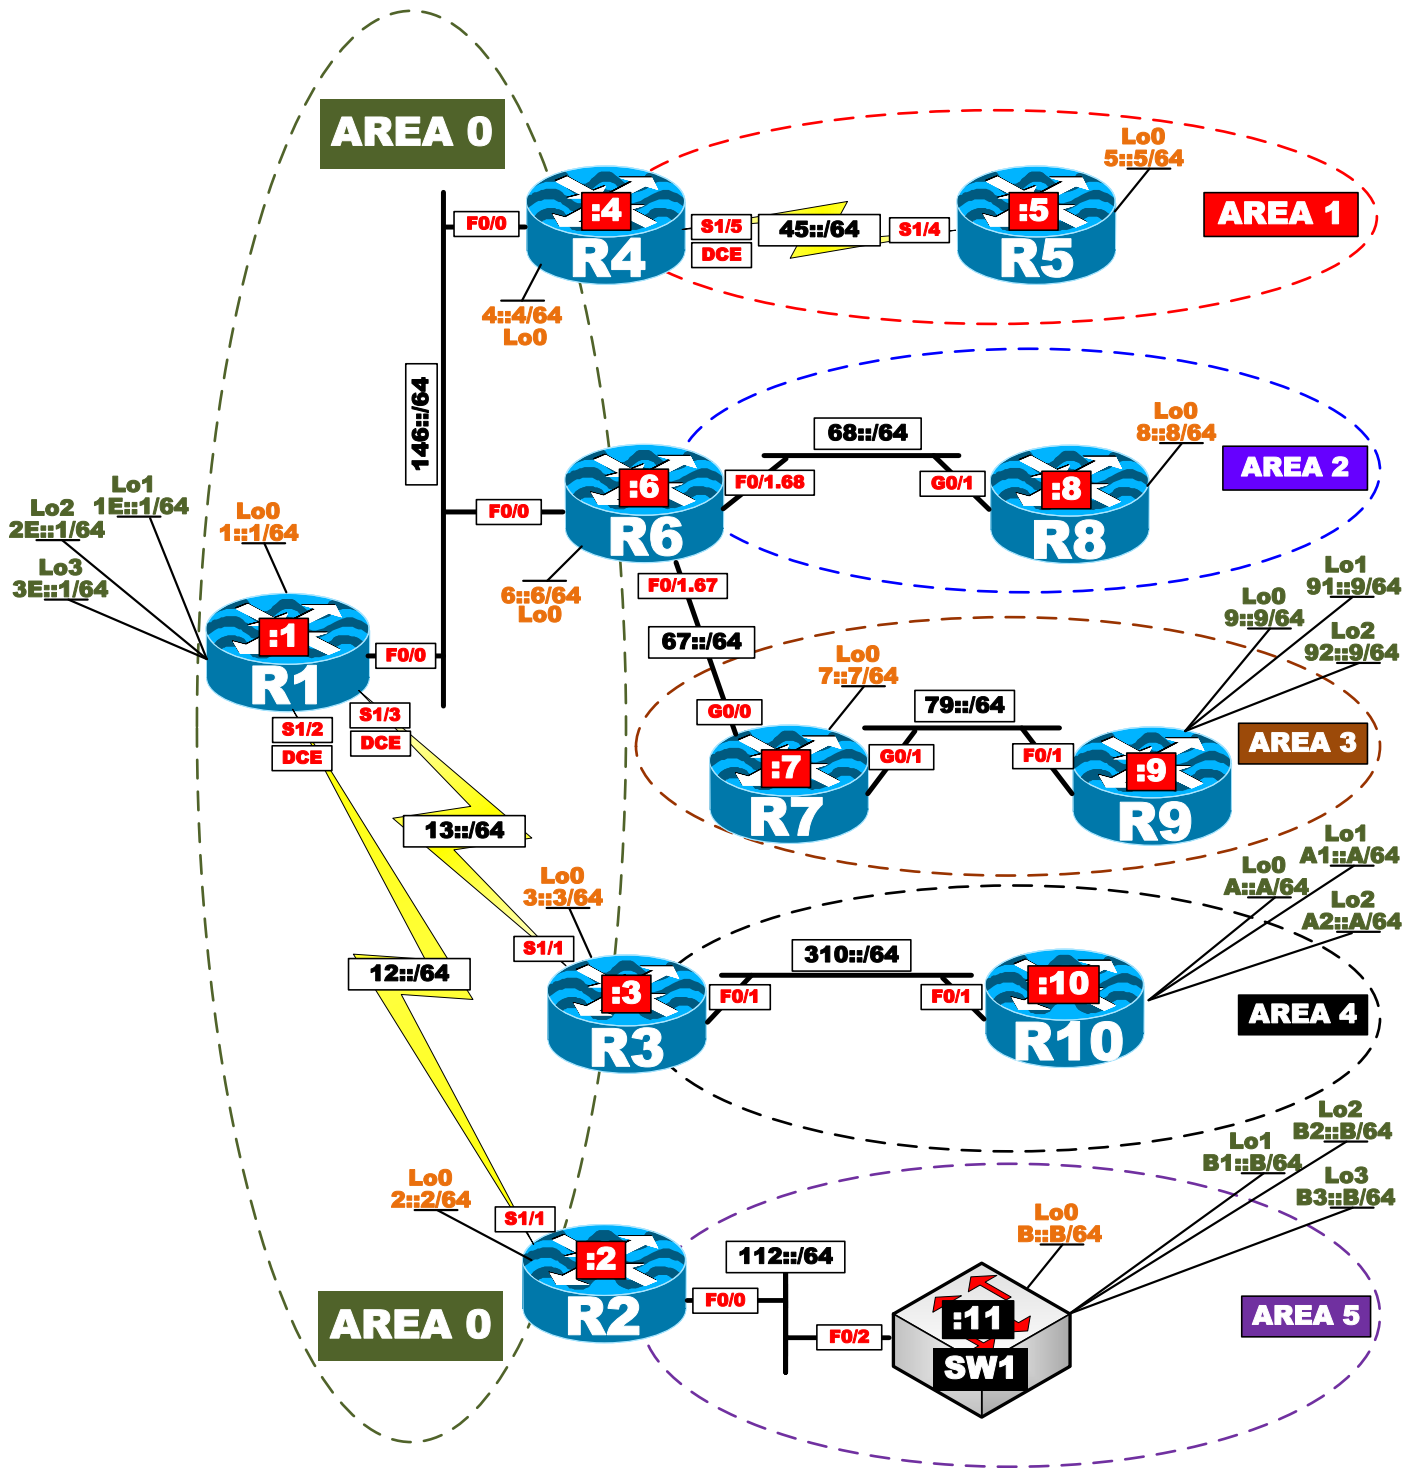 AREA 0
Lo0
5::5/64
:4
R4
F0/0
S1/5
DCE
45::/64
S1/4
:5
R5
AREA 1
4::4/64
Lo0
146::/64
68::/64
Lo0
8::8/64
AREA 2
:6
R6
F0/0
F0/1.68
G0/1
:8
R8
6::6/64
Lo0
F0/1.67
67::/64
G0/0
Lo1
1E::1/64
Lo2
2E::1/64
Lo3
3E::1/64
Lo0
1::1/64
:1
R1
F0/0
S1/2
DCE
S1/3
DCE
Lo0
7::7/64
79::/64
:7
R7
G0/1
F0/1
:9
R9
Lo1
91::9/64
Lo0
9::9/64
Lo2
92::9/64
AREA 3
13::/64
12::/64
Lo0
3::3/64
S1/1
:3
R3
F0/1
310::/64
F0/1
:10
R10
Lo1
A1::A/64
Lo0
A::A/64
Lo2
A2::A/64
AREA 4
Lo0
2::2/64
S1/1
:2
R2
F0/0
112::/64
F0/2
:11
SW1
Lo0
B::B/64
Lo2
B2::B/64
Lo1
B1::B/64
Lo3
B3::B/64
AREA 5
AREA 0